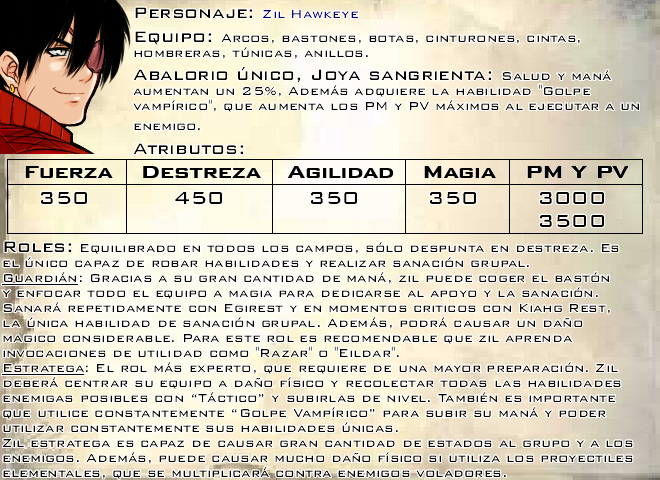 Personaje: Zil Hawkeye
Equipo: Arcos, bastones, botas, cinturones, cintas,
hombreras, túnicas, anillos.
Abalorio único, Joya sangrienta: Salud y maná
aumentan un 25%, Además adquiere la habilidad "Golpe
vampírico", que aumenta los PM y PV máximos al ejecutar a un
enemigo.
Atributos:
Fuerza Destreza Agilidad Magia PM y PV
350 450 350 350 3000
3500
Roles: Equilibrado en todos los campos, sólo despunta en destreza. Es
el único capaz de robar habilidades y realizar sanación grupal.
Guardián: Gracias a su gran cantidad de maná, zil puede coger el bastón
y enfocar todo el equipo a magia para dedicarse al apoyo y la sanación.
Sanará repetidamente con Egirest y en momentos criticos con Kiahg Rest,
la única habilidad de sanación grupal. Además, podrá causar un daño
magico considerable. Para este rol es recomendable que zil aprenda
invocaciones de utilidad como "Razar" o "Eildar".
Estratega: El rol más experto, que requiere de una mayor preparación. Zil
deberá centrar su equipo a daño físico y recolectar todas las habilidades
enemigas posibles con “Táctico” y subirlas de nivel. También es importante
que utilice constantemente “Golpe Vampírico” para subir su maná y poder
utilizar constantemente sus habilidades únicas.
Zil estratega es capaz de causar gran cantidad de estados al grupo y a los
enemigos. Además, puede causar mucho daño físico si utiliza los proyectiles
elementales, que se multiplicará contra enemigos voladores.